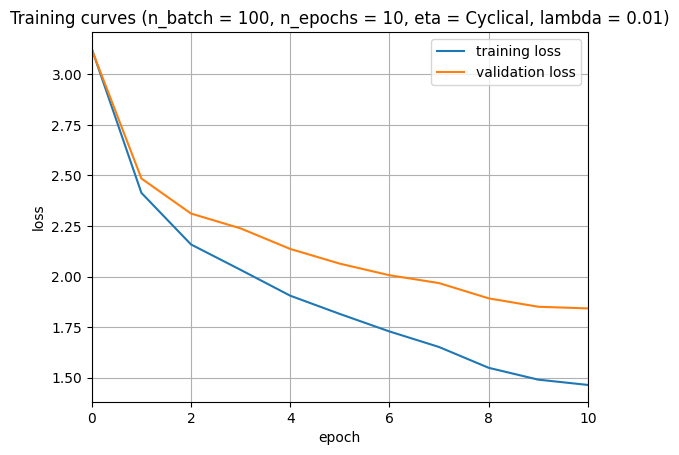 Training curves (n_batch = 100, n_epochs = 10, eta = Cyclical, lambda = 0.01)
training loss
validation loss
3.00
2.75
2.50
2.25
2.00
1.75
1.50
loss
0 2 4 6 8 10
epoch